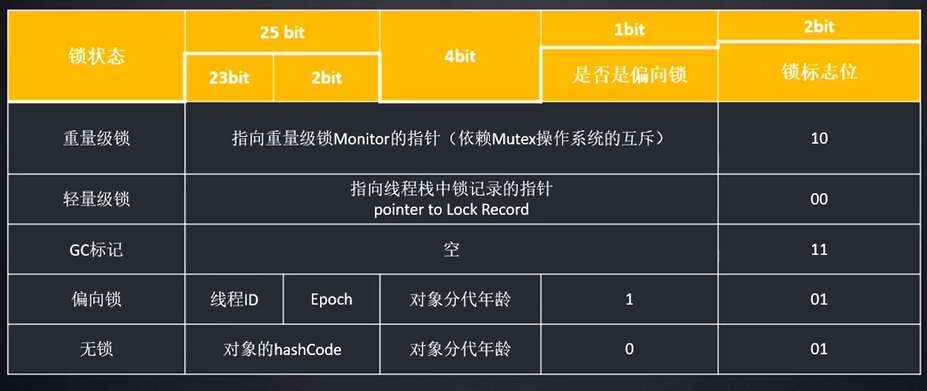 锁状态
25 bit
4bit
1bit
2bit
23bit
2bit
是否是偏向锁
锁标志位
重量级锁
指向重量级锁Monitor的指针（依赖Mutex操作系统的互斥）
10
轻量级锁
指向线程栈中锁记录的指针
pointer to Lock Record
00
GC标记
空
11
偏向锁
线程ID
Epoch
对象分代年龄
1
01
无锁
对象的hashCode
对象分代年龄
0
01